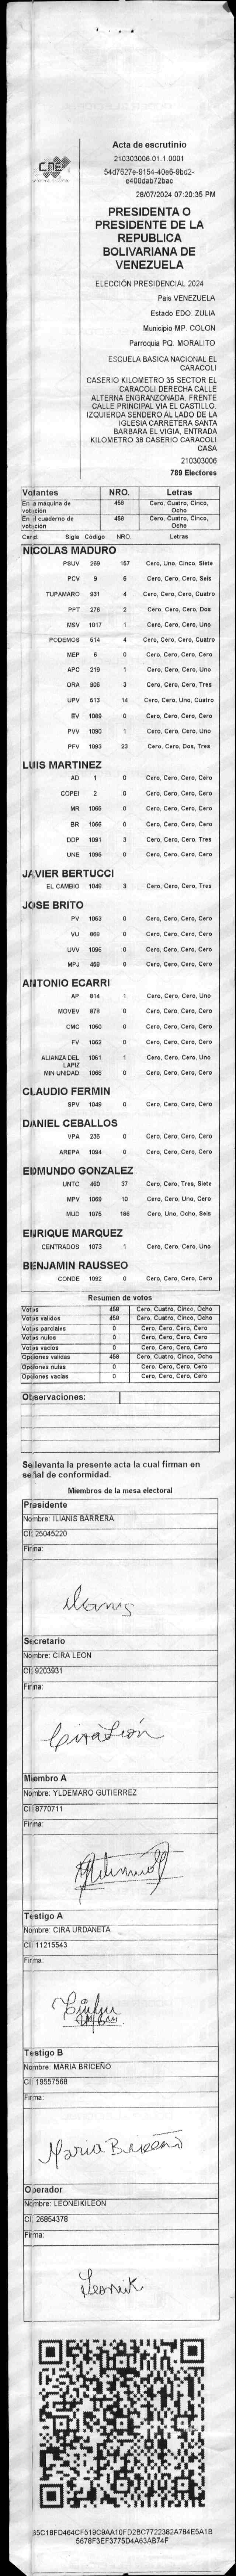 CNE
Acta de escrutinio
210303006.01.1.0001
54d7627e-9154-40e6-9bd2-
e400dab72bac
28/07/2024 07:20:35 PM
PRESIDENTA O
PRESIDENTE DE LA
REPUBLICA
BOLIVARIANA DE
VENEZUELA
ELECCIÓN PRESIDENCIAL 2024
Pais VENEZUELA
Estado EDO. ZULIA
Municipio MP. COLON
Parroquia PQ. MORALITO
ESCUELA BASICA NACIONAL EL
CARACOLI
CASERIO KILOMETRO 35 SECTOR EL
CARACOLI DERECHA CALLE
ALTERNA ENGRANZONADA. FRENTE
CALLE PRINCIPAL VIA EL CASTILLO.
IZQUIERDA SENDERO AL LADO DE LA
IGLESIA CARRETERA SANTA
BARBARA EL VIGIA, ENTRADA
KILOMETRO 38 CASERIO CARACOLI
CASA
210303006
789 Electores
Votantes NRO. Letras
En la máquina de votación 458 Cero, Cuatro, Cinco, Ocho
En el cuaderno de votación 458 Cero, Cuatro, Cinco, Ocho
Cand. Sigla Código NRO. Letras
NICOLAS MADURO
PSUV 269 157 Cero, Uno, Cinco, Siete
PCV 9 6 Cero, Cero, Cero, Seis
TUPAMARO 931 4 Cero, Cero, Cero, Cuatro
PPT 276 2 Cero, Cero, Cero, Dos
MSV 1017 1 Cero, Cero, Cero, Uno
PODEMOS 514 4 Cero, Cero, Cero, Cuatro
MEP 6 0 Cero, Cero, Cero, Cero
APC 219 1 Cero, Cero, Cero, Uno
ORA 906 3 Cero, Cero, Cero, Tres
UPV 513 14 Cero, Cero, Uno, Cuatro
EV 1089 0 Cero, Cero, Cero, Cero
PVV 1090 1 Cero, Cero, Cero, Uno
PFV 1093 23 Cero, Cero, Dos, Tres
LUIS MARTINEZ
AD 1 0 Cero, Cero, Cero, Cero
COPEI 2 0 Cero, Cero, Cero, Cero
MR 1065 0 Cero, Cero, Cero, Cero
BR 1066 0 Cero, Cero, Cero, Cero
DDP 1091 3 Cero, Cero, Cero, Tres
UNE 1095 0 Cero, Cero, Cero, Cero
JAVIER BERTUCCI
EL CAMBIO 1048 3 Cero, Cero, Cero, Tres
JOSE BRITO
PV 1053 0 Cero, Cero, Cero, Cero
VU 868 0 Cero, Cero, Cero, Cero
UVV 1096 0 Cero, Cero, Cero, Cero
MPJ 458 0 Cero, Cero, Cero, Cero
ANTONIO ECARRI
AP 814 1 Cero, Cero, Cero, Uno
MOVEV 878 0 Cero, Cero, Cero, Cero
CMC 1050 0 Cero, Cero, Cero, Cero
FV 1062 0 Cero, Cero, Cero, Cero
ALIANZA DEL LAPIZ 1061 1 Cero, Cero, Cero, Uno
MIN UNIDAD 1068 0 Cero, Cero, Cero, Cero
CLAUDIO FERMIN
SPV 1049 0 Cero, Cero, Cero, Cero
DANIEL CEBALLOS
VPA 236 0 Cero, Cero, Cero, Cero
AREPA 1094 0 Cero, Cero, Cero, Cero
EDMUNDO GONZALEZ
UNTC 460 37 Cero, Cero, Tres, Siete
MPV 1069 10 Cero, Cero, Uno, Cero
MUD 1075 186 Cero, Uno, Ocho, Seis
ENRIQUE MARQUEZ
CENTRADOS 1073 1 Cero, Cero, Cero, Uno
BENJAMIN RAUSSEO
CONDE 1092 0 Cero, Cero, Cero, Cero
Resumen de votos
Votos 458 Cero, Cuatro, Cinco, Ocho
Votos validos 458 Cero, Cuatro, Cinco, Ocho
Votos parciales 0 Cero, Cero, Cero, Cero
Votos nulos 0 Cero, Cero, Cero, Cero
Votos vacios 0 Cero, Cero, Cero, Cero
Opciones validas 458 Cero, Cuatro, Cinco, Ocho
Opciones nulas 0 Cero, Cero, Cero, Cero
Opciones vacias 0 Cero, Cero, Cero, Cero
Observaciones:
Se levanta la presente acta la cual firman en
señal de conformidad.
Miembros de la mesa electoral
Presidente
Nombre: ILIANIS BARRERA
CI: 25045220
Firma:
Ilianis
Secretario
Nombre: CIRA LEON
CI: 9203931
Firma:
Cira León
Miembro A
Nombre: YLDEMARO GUTIERREZ
CI: 8770711
Firma:
Testigo A
Nombre: CIRA URDANETA
CI: 11215543
Firma:
Testigo B
Nombre: MARIA BRICEÑO
CI: 19557568
Firma:
Maria Briceño
Operador
Nombre: LEONEIKILEON
CI: 26854378
Firma:
Leoneik